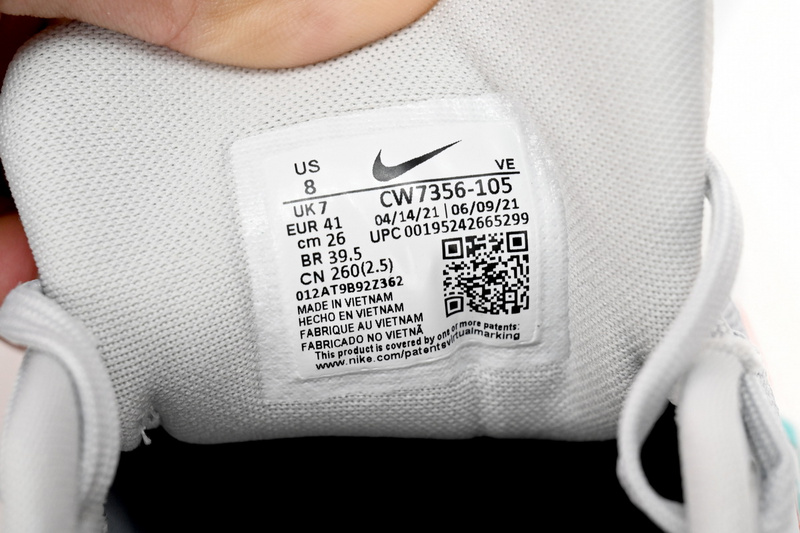 US
8
VE
CW7356-105
UK 7
04/14/21 | 06/09/21
EUR 41
UPC 00195242665299
cm 26
BR 39.5
CN 260(2.5)
012AT9B92Z362
MADE IN VIETNAM
HECHO EN VIETNAM
FABRIQUE AU VIETNAM
FABRICADO NO VIETNÃ
This product is covered by one or more patents:
www.nike.com/patentsvirtualmarking